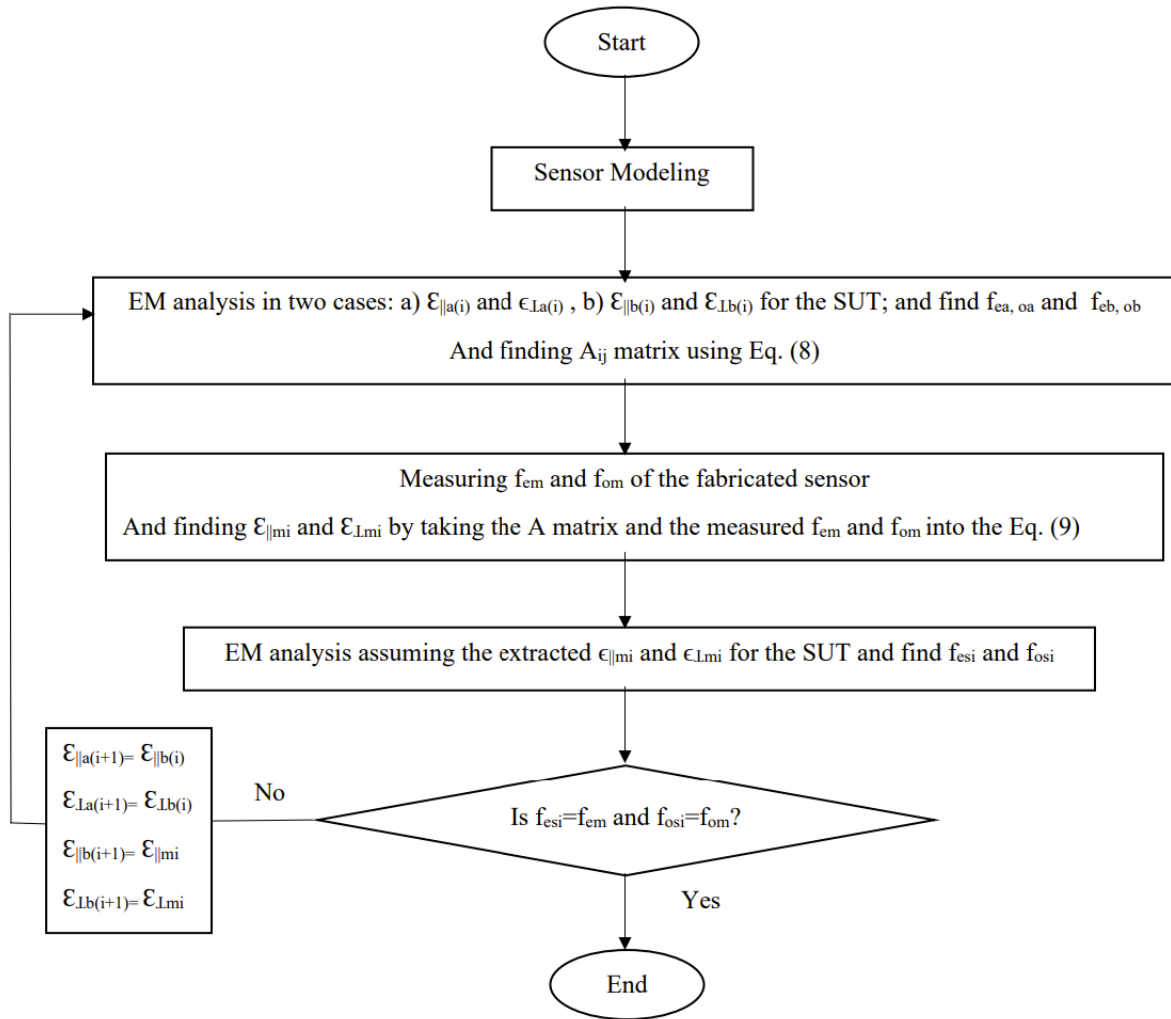 Start
Sensor Modeling
EM analysis in two cases: a) Ɛ||a(i) and ϵ⊥a(i) , b) Ɛ||b(i) and Ɛ⊥b(i) for the SUT; and find fea, oa and feb, ob
And finding Aij matrix using Eq. (8)
Measuring fem and fom of the fabricated sensor
And finding Ɛ||mi and Ɛ⊥mi by taking the A matrix and the measured fem and fom into the Eq. (9)
EM analysis assuming the extracted ϵ||mi and ϵ⊥mi for the SUT and find fesi and fosi
Ɛ||a(i+1)= Ɛ||b(i)
Ɛ⊥a(i+1)= Ɛ⊥b(i)
Ɛ||b(i+1)= Ɛ||mi
Ɛ⊥b(i+1)= Ɛ⊥mi
No
Is fesi=fem and fosi=fom?
Yes
End